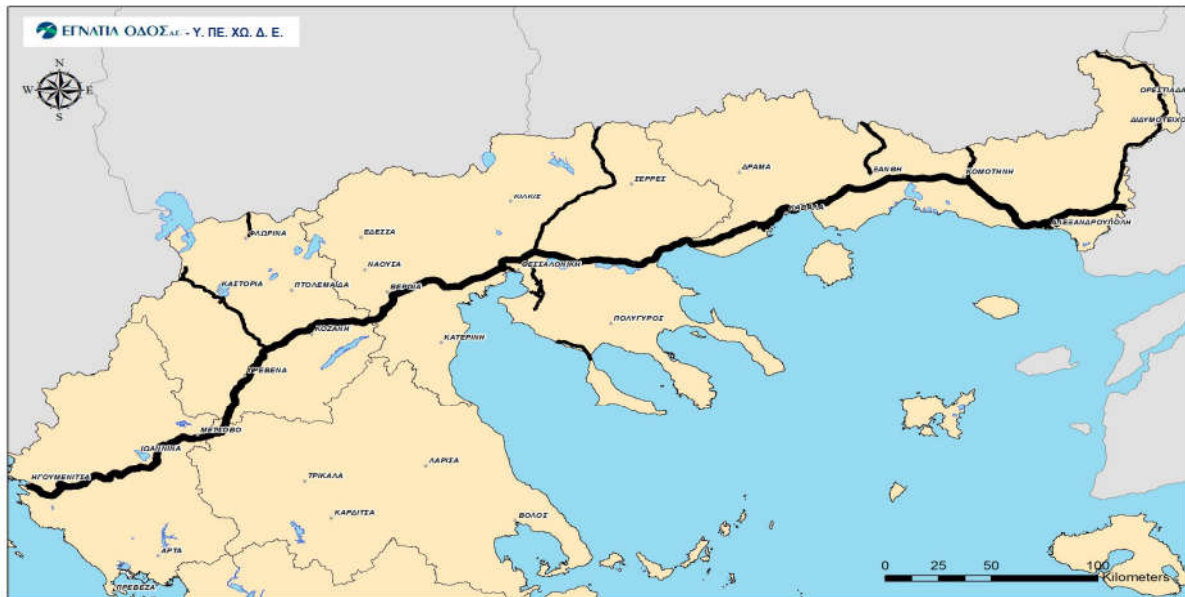 ΕΓΝΑΤΙΑ ΟΔΟΣ Α.Ε. - Υ. ΠΕ. ΧΩ. Δ. Ε.
N
W E
S
ΟΡΕΣΤΙΑΔΑ
ΔΙΔΥΜΟΤΕΙΧΟ
ΔΡΑΜΑ
ΞΑΝΘΗ
ΚΟΜΟΤΗΝΗ
ΣΕΡΡΕΣ
ΚΙΛΚΙΣ
ΚΑΒΑΛΑ
ΑΛΕΞΑΝΔΡΟΥΠΟΛΗ
ΦΛΩΡΙΝΑ
ΕΔΕΣΣΑ
ΘΕΣΣΑΛΟΝΙΚΗ
ΝΑΟΥΣΑ
ΚΑΣΤΟΡΙΑ
ΠΤΟΛΕΜΑΪΔΑ
ΒΕΡΟΙΑ
ΠΟΛΥΓΥΡΟΣ
ΚΟΖΑΝΗ
ΚΑΤΕΡΙΝΗ
ΓΡΕΒΕΝΑ
ΜΕΤΣΟΒΟ
ΙΩΑΝΝΙΝΑ
ΛΑΡΙΣΑ
ΗΓΟΥΜΕΝΙΤΣΑ
ΤΡΙΚΑΛΑ
ΚΑΡΔΙΤΣΑ
ΒΟΛΟΣ
ΑΡΤΑ
ΠΡΕΒΕΖΑ
0 25 50 100
Kilometers